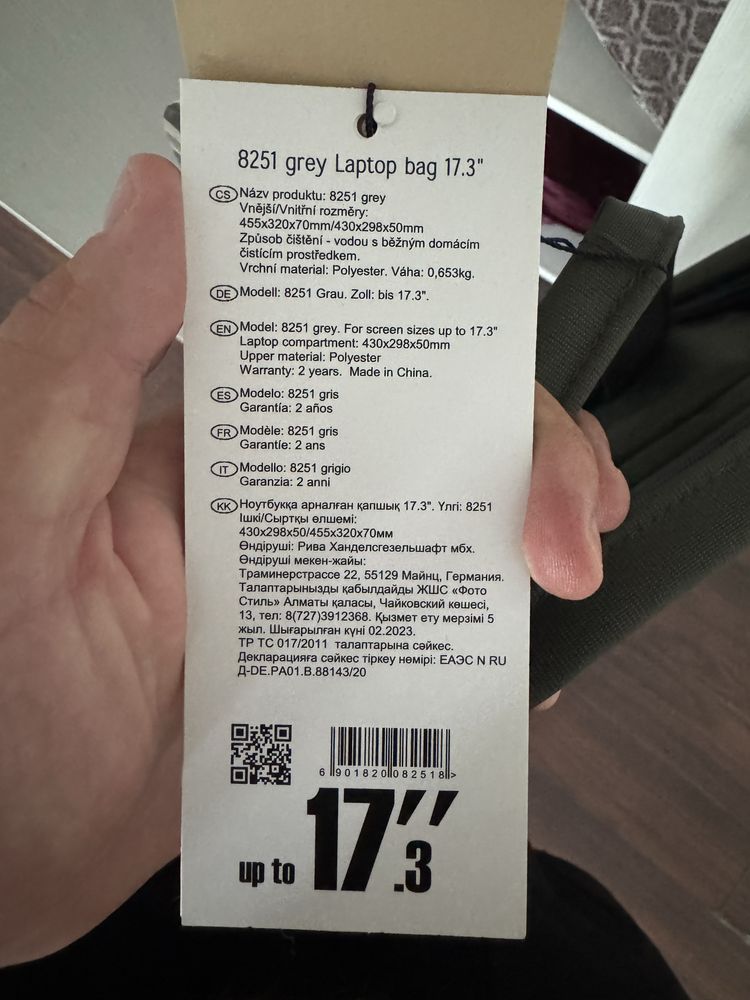 8251 grey Laptop bag 17.3"
CS Název produktu: 8251 grey
Vnější/Vnitřní rozměry:
455x320x70mm/430x298x50mm
Způsob čištění - vodou s běžným domácím
čistícím prostředkem.
Vrchní material: Polyester. Váha: 0,653kg.
DE Modell: 8251 Grau. Zoll: bis 17.3".
EN Model: 8251 grey. For screen sizes up to 17.3"
Laptop compartment: 430x298x50mm
Upper material: Polyester
Warranty: 2 years. Made in China.
ES Modelo: 8251 gris
Garantía: 2 años
FR Modèle: 8251 gris
Garantíe: 2 ans
IT Modello: 8251 grigio
Garanzia: 2 anni
KK Ноутбукқа арналған қапшық 17.3". Үлгі: 8251
Ішкі/Сыртқы өлшемі:
430x298x50/455x320x70мм
Өндіруші: Рива Ханделсгезельшафт мбх.
Өндіруші мекен-жайы:
Траминерстрассе 22, 55129 Майнц, Германия.
Талаптарынызды қабылдайды ЖШС «Фото
Стиль» Алматы қаласы, Чайковский көшесі,
13, тел: 8(727)3912368. Қызмет ету мерзімі 5
жыл. Шығарылған күні 02.2023.
ТР ТС 017/2011 талаптарына сәйкес.
Декларацияға сәйкес тіркеу нөмірі: ЕАЭС N RU
Д-DE.РА01.В.88143/20
6 901820 082518 >
up to 17.3"